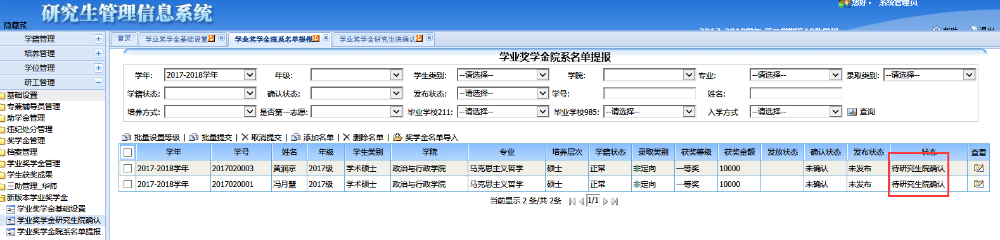 您好， 系统管理员
研究生管理信息系统
隐藏菜
2017-2018学年 第二学期第10教学周
帮助 退出
首页 学业奖学金基础设置 学业奖学金院系名单提报 学业奖学金研究生院确认
学籍管理
培养管理
学位管理
研工管理
基础设置
专兼辅导员管理
助学金管理
违纪处分管理
奖学金管理
档案管理
学业奖学金管理
学生获奖成果
三助管理_华师
新版本学业奖学金
学业奖学金基础设置
学业奖学金研究生院确认
学业奖学金院系名单提报
学业奖学金院系名单提报
学年: 2017-2018学年 年级: 学生类别: --请选择-- 学院: 专业: --请选择-- 录取类别: --请选择--
学籍状态: 确认状态: 发布状态: --请选择-- 学号: 姓名:
培养方式: 是否第一志愿: 毕业学校211: --请选择-- 毕业学校985: --请选择-- 入学方式 --请选择-- 查询
批量设置等级 | 批量提交 | 取消提交 | 添加名单 | 删除名单 | 奖学金名单导入
学年 学号 姓名 年级 学生类别 学院 专业 培养层次 学籍状态 录取类别 获奖等级 获奖金额 发放状态 确认状态 发布状态 状态 查看
2017-2018学年 2017020003 黄润京 2017级 学术硕士 政治与行政学院 马克思主义哲学 硕士 正常 非定向 一等奖 10000 未确认 未发布 待研究生院确认
2017-2018学年 2017020001 冯月慧 2017级 学术硕士 政治与行政学院 马克思主义哲学 硕士 正常 非定向 一等奖 10000 未确认 未发布 待研究生院确认
当前显示 2 条/共 2条 1/1